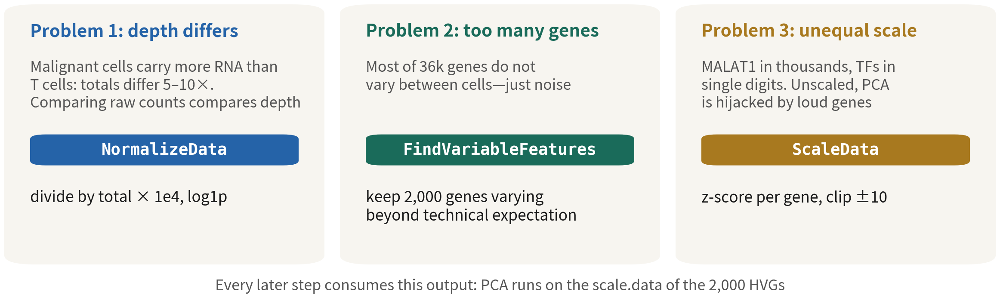 Problem 1: depth differs
Malignant cells carry more RNA than
T cells: totals differ 5–10×.
Comparing raw counts compares depth
NormalizeData
divide by total × 1e4, log1p
Problem 2: too many genes
Most of 36k genes do not
vary between cells—just noise
FindVariableFeatures
keep 2,000 genes varying
beyond technical expectation
Problem 3: unequal scale
MALAT1 in thousands, TFs in
single digits. Unscaled, PCA
is hijacked by loud genes
ScaleData
z-score per gene, clip ±10
Every later step consumes this output: PCA runs on the scale.data of the 2,000 HVGs